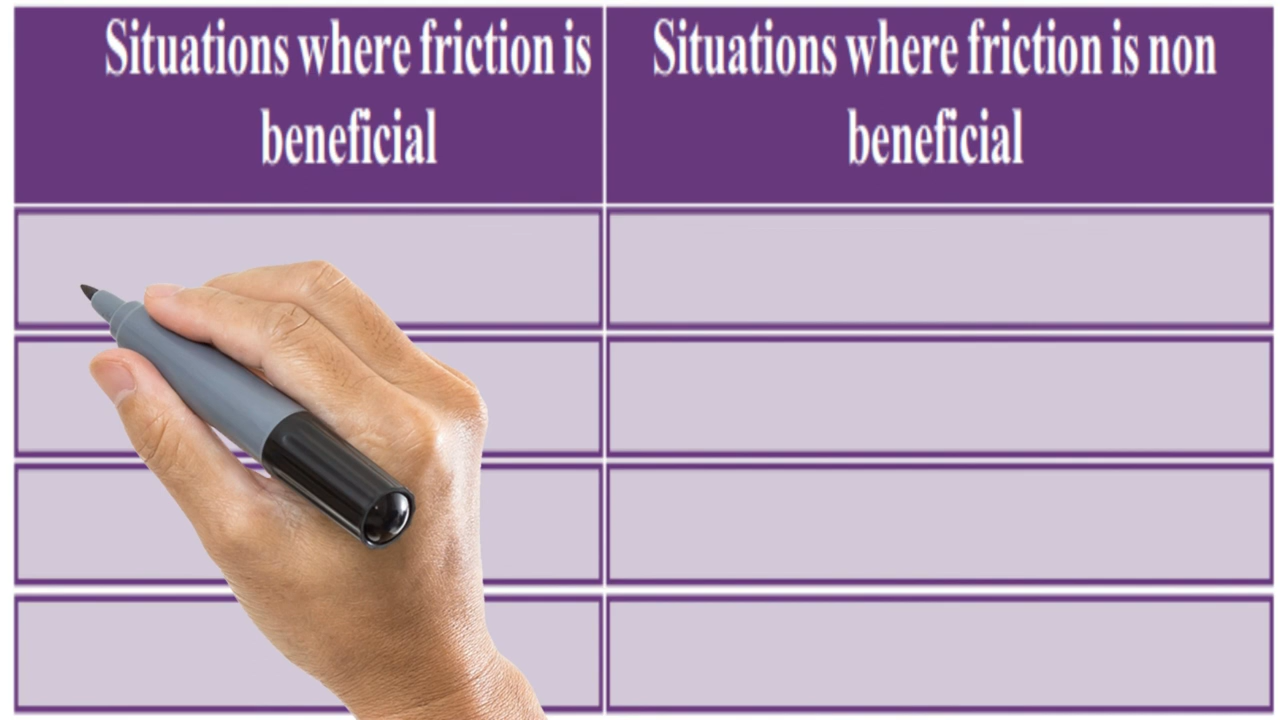 Situations where friction is
beneficial
Situations where friction is non
beneficial